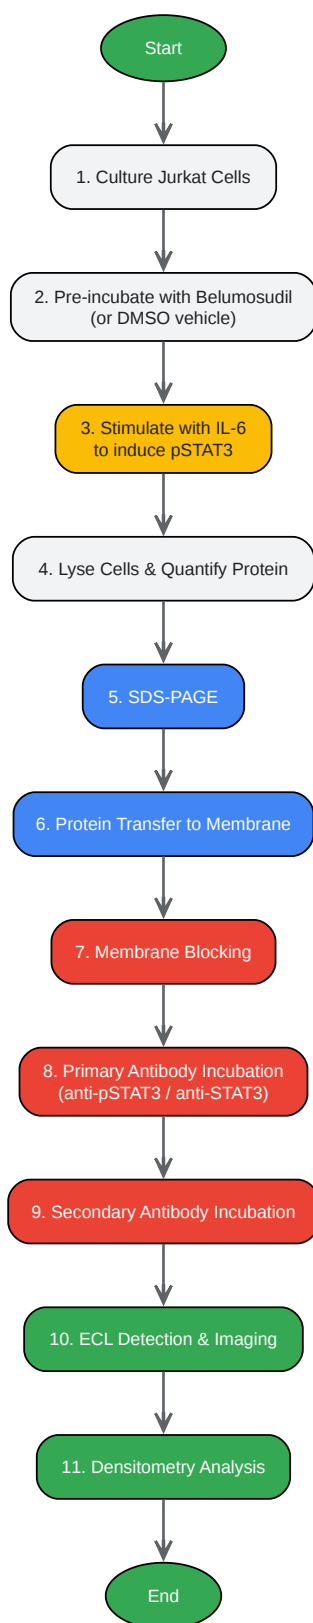 Start
1. Culture Jurkat Cells
2. Pre-incubate with Belumosudil
(or DMSO vehicle)
3. Stimulate with IL-6
to induce pSTAT3
4. Lyse Cells & Quantify Protein
5. SDS-PAGE
6. Protein Transfer to Membrane
7. Membrane Blocking
8. Primary Antibody Incubation
(anti-pSTAT3 / anti-STAT3)
9. Secondary Antibody Incubation
10. ECL Detection & Imaging
11. Densitometry Analysis
End